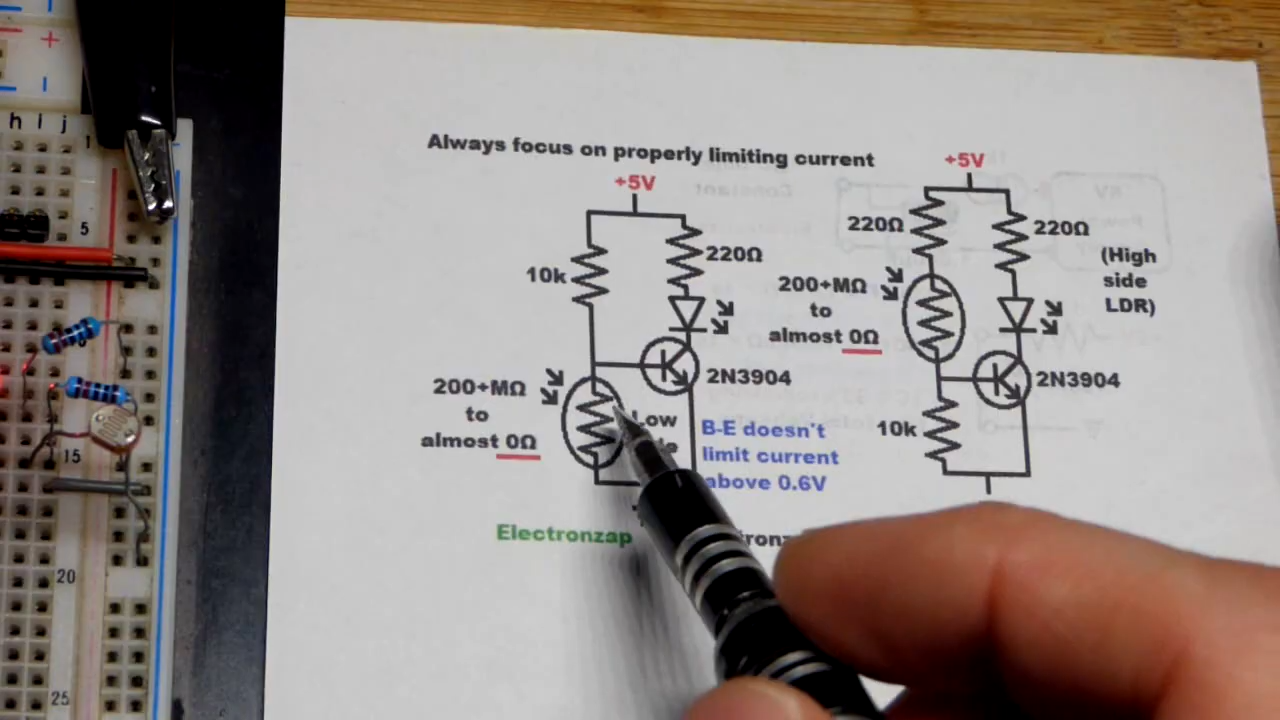 Always focus on properly limiting current
+5V
10k
220Ω
200+MΩ
to
almost 0Ω
2N3904
Low
B-E doesn't
limit current
above 0.6V
Electronzap
+5V
220Ω
220Ω
(High
side
LDR)
200+MΩ
to
almost 0Ω
2N3904
10k
h i j
1
5
15
20
25
+